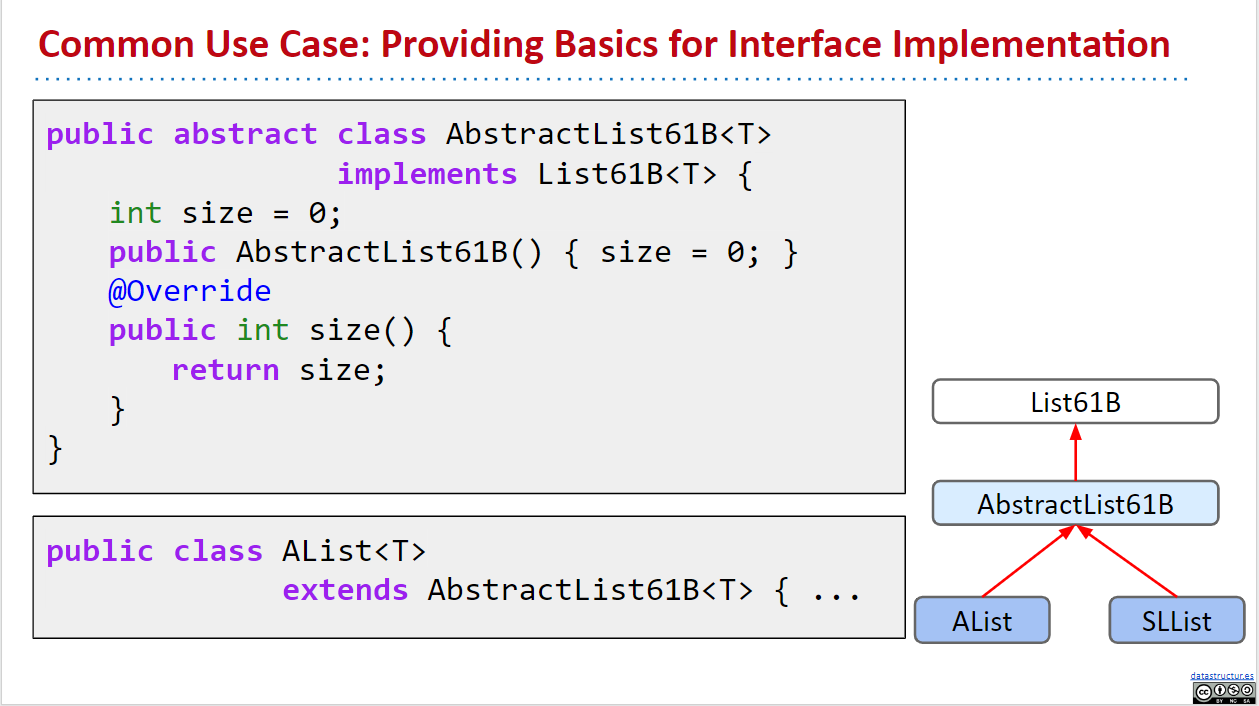 Common Use Case: Providing Basics for Interface Implementation
public abstract class AbstractList61B<T>
implements List61B<T> {
int size = 0;
public AbstractList61B() { size = 0; }
@Override
public int size() {
return size;
}
}
public class AList<T>
extends AbstractList61B<T> { ...
List61B
AbstractList61B
AList
SLList
datastructur.es
cc
BY NC SA